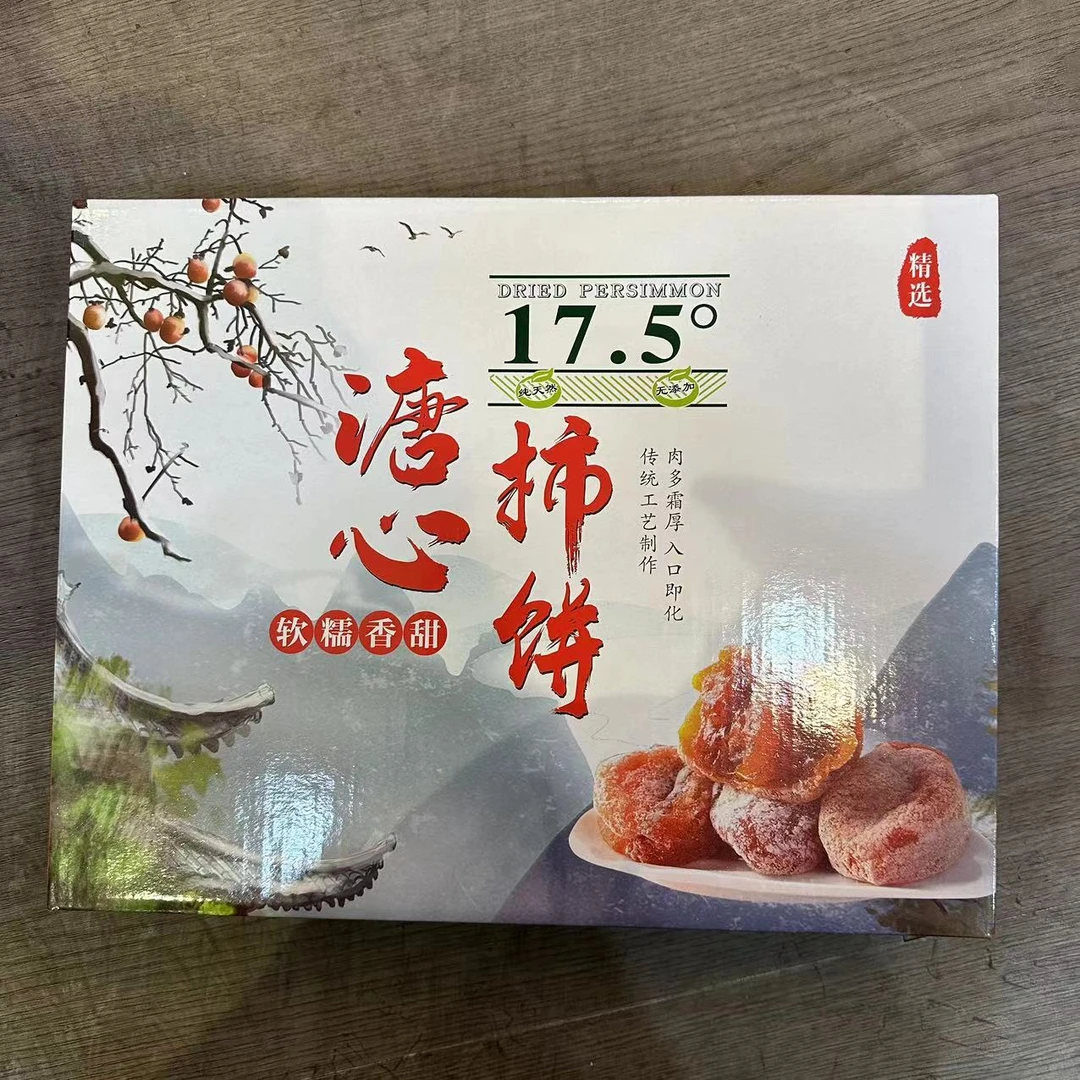 精选
DRIED PERSIMMON
17.5°
纯天然 无添加
溏心
柿饼
肉多霜厚 入口即化
传统工艺制作
软糯香甜